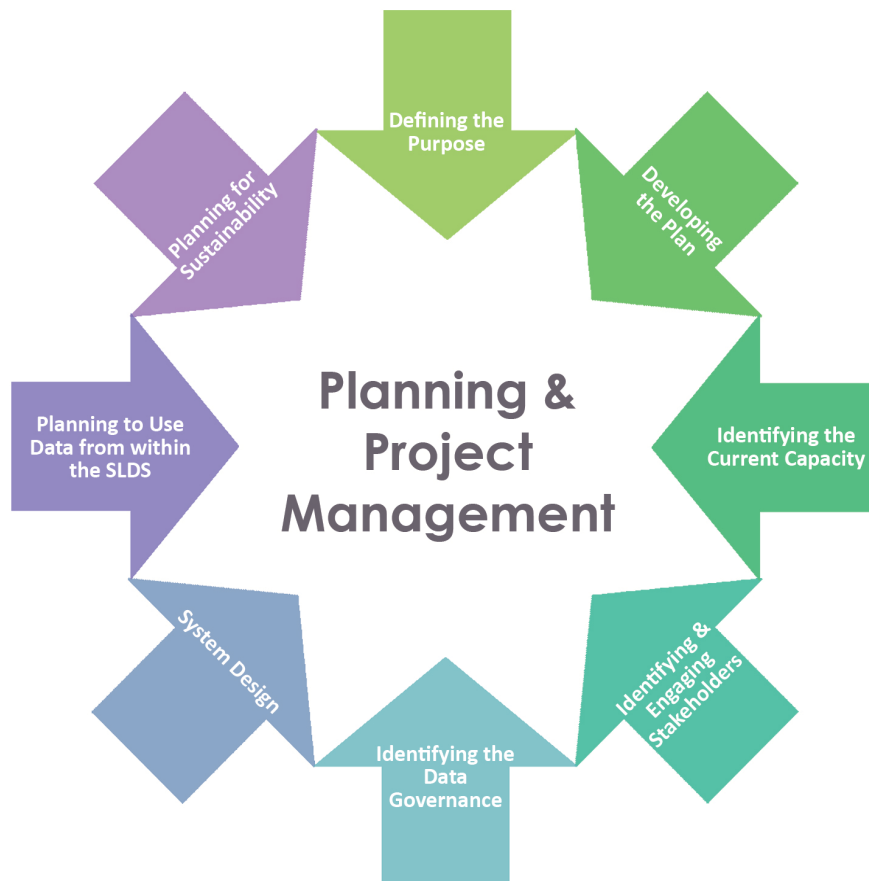 Defining the
Purpose
Developing
the Plan
Identifying the
Current Capacity
Identifying &
Engaging
Stakeholders
Identifying the
Data
Governance
System Design
Planning to Use
Data from within
the SLDS
Planning for
Sustainability
Planning &
Project
Management